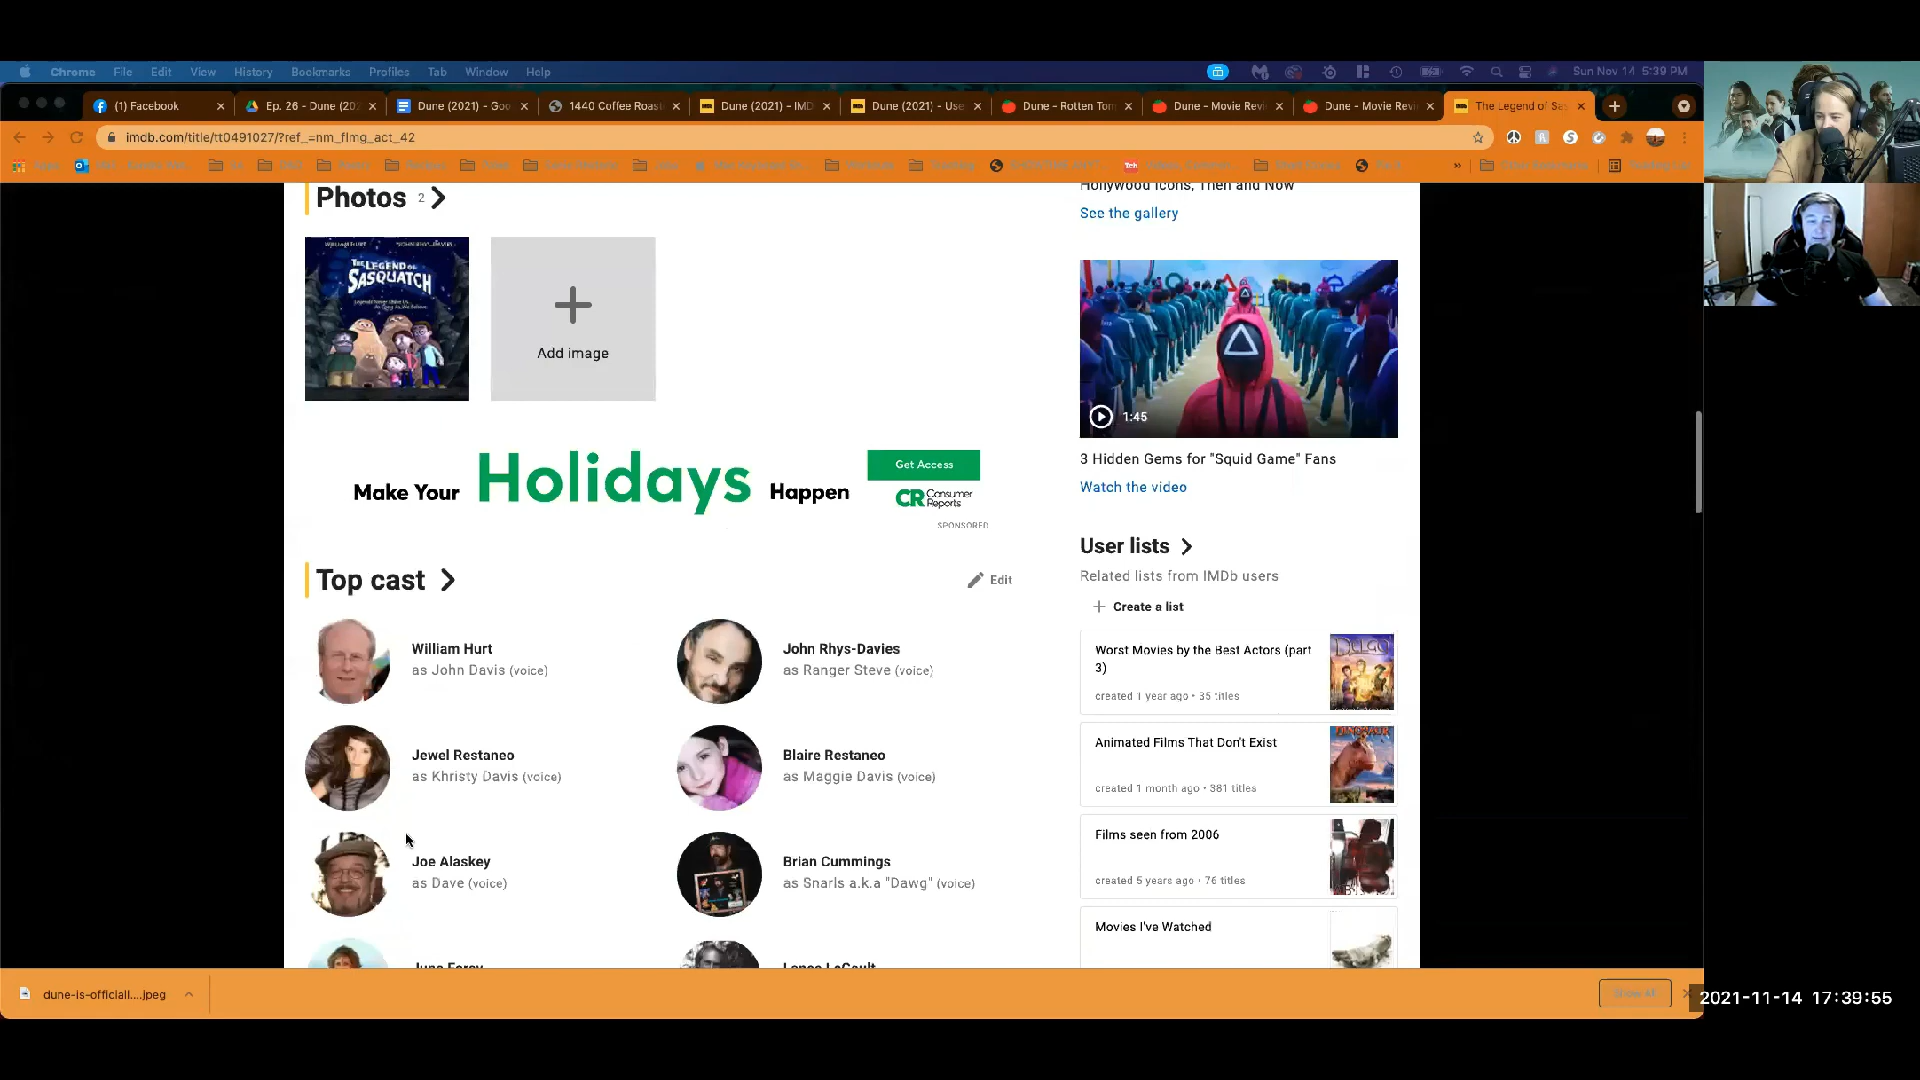 Chrome File Edit View History Bookmarks Profiles Tab Window Help
Sun Nov 14 5:39 PM
(1) Facebook
Ep. 26 - Dune (202
Dune (2021) - Goo
1440 Coffee Roast
Dune (2021) - IMD
Dune (2021) - Use
Dune - Rotten Tom
Dune - Movie Revi
Dune - Movie Revi
The Legend of Sas
imdb.com/title/tt0491027/?ref_=nm_flmg_act_42
Photos 2
THE LEGEND OF
SASQUATCH
Add image
Make Your Holidays Happen
Get Access
CR Consumer
Reports
SPONSORED
Top cast
Edit
William Hurt
as John Davis (voice)
John Rhys-Davies
as Ranger Steve (voice)
Jewel Restaneo
as Khristy Davis (voice)
Blaire Restaneo
as Maggie Davis (voice)
Joe Alaskey
as Dave (voice)
Brian Cummings
as Snarls a.k.a "Dawg" (voice)
Hollywood Icons, Then and Now
See the gallery
1:45
3 Hidden Gems for "Squid Game" Fans
Watch the video
User lists
Related lists from IMDb users
Create a list
Worst Movies by the Best Actors (part
3)
created 1 year ago • 35 titles
Animated Films That Don't Exist
created 1 month ago • 381 titles
Films seen from 2006
created 5 years ago • 76 titles
Movies I've Watched
dune-is-officiall....jpeg
Show All
2021-11-14 17:39:55